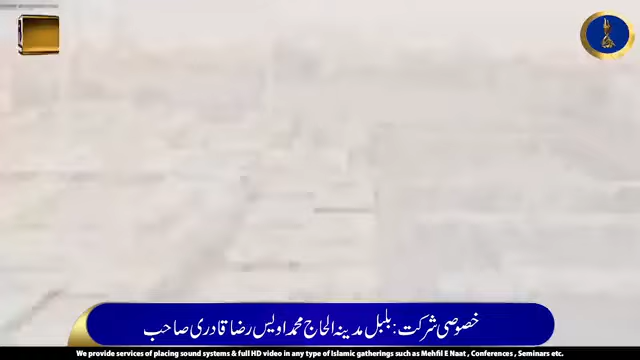 خصوصی شرکت: بلبل مدینہ الحاج محمد اویس رضا قادری صاحب
We provide services of placing sound systems & full HD video in any type of Islamic gatherings such as Mehfil E Naat , Conferences , Seminars etc.